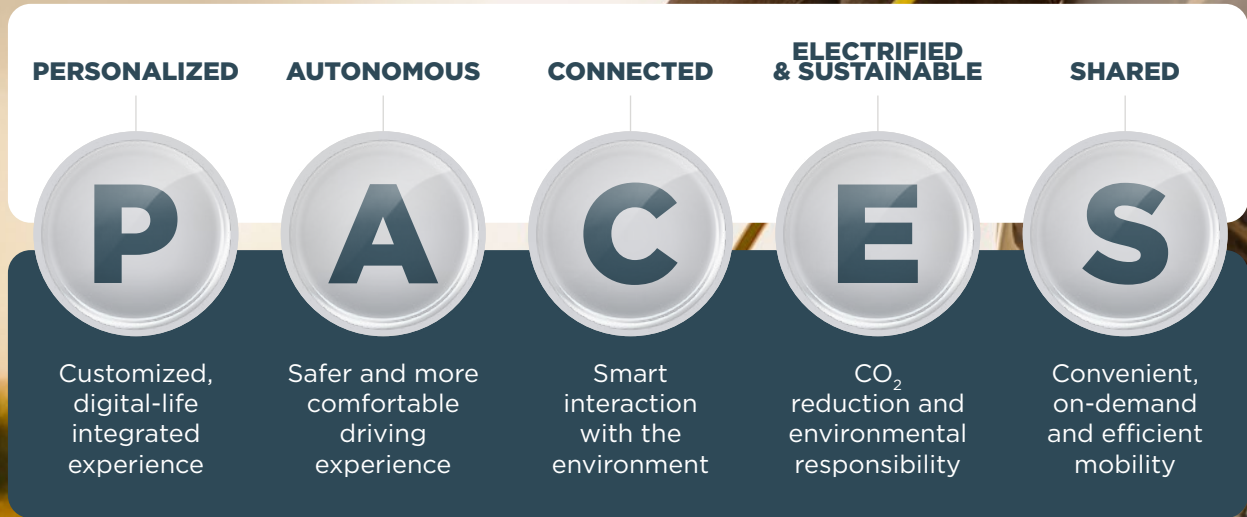 PERSONALIZED
AUTONOMOUS
CONNECTED
ELECTRIFIED
& SUSTAINABLE
SHARED
P
A
C
E
S
Customized,
digital-life
integrated
experience
Safer and more
comfortable
driving
experience
Smart
interaction
with the
environment
CO₂
reduction and
environmental
responsibility
Convenient,
on-demand
and efficient
mobility